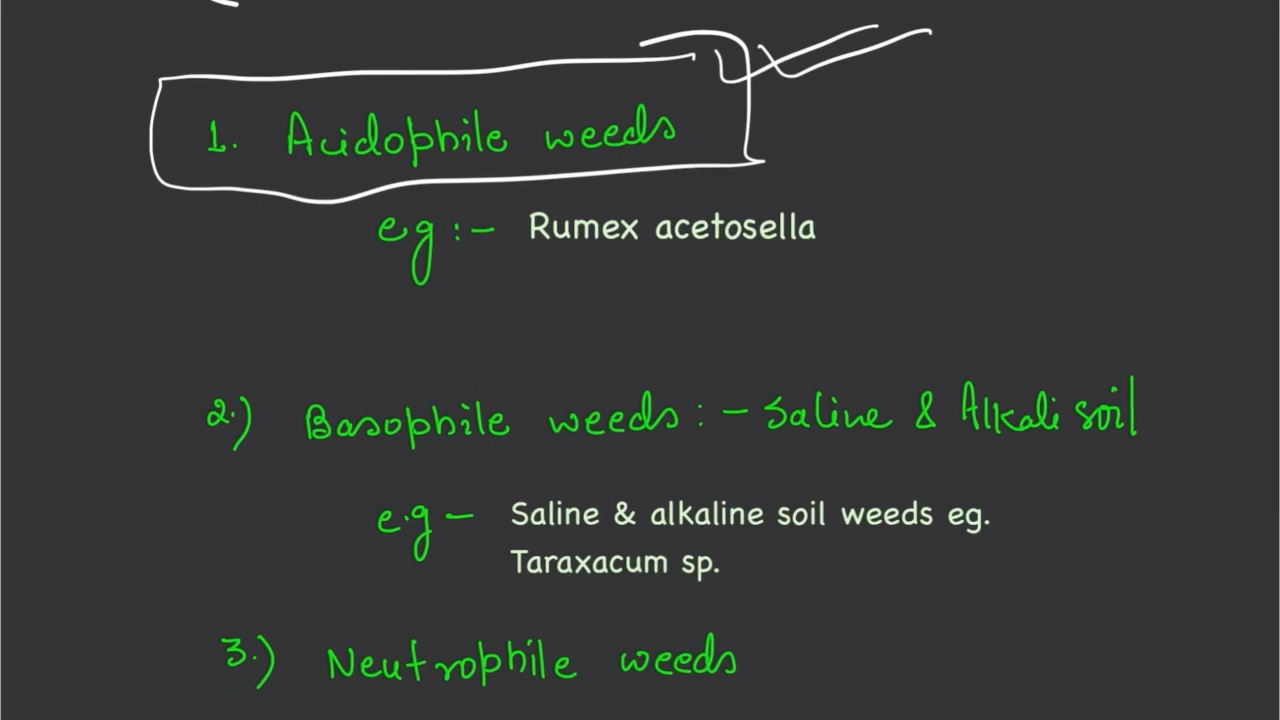 1. Acidophile weeds
eg :- Rumex acetosella
2.) Basophile weeds : - Saline & Alkali soil
e.g - Saline & alkaline soil weeds eg.
Taraxacum sp.
3.) Neutrophile weeds